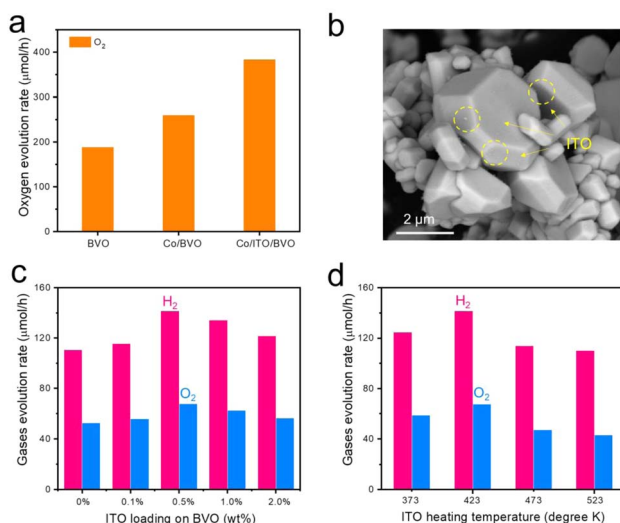 a
Oxygen evolution rate (μmol/h)
400
300
200
100
0
O₂
BVO
Co/BVO
Co/ITO/BVO
b
ITO
2 μm
c
Gases evolution rate (μmol/h)
160
120
80
40
0
H₂
O₂
0%
0.1%
0.5%
1.0%
2.0%
ITO loading on BVO (wt%)
d
Gases evolution rate (μmol/h)
160
120
80
40
0
H₂
O₂
373
423
473
523
ITO heating temperature (degree K)